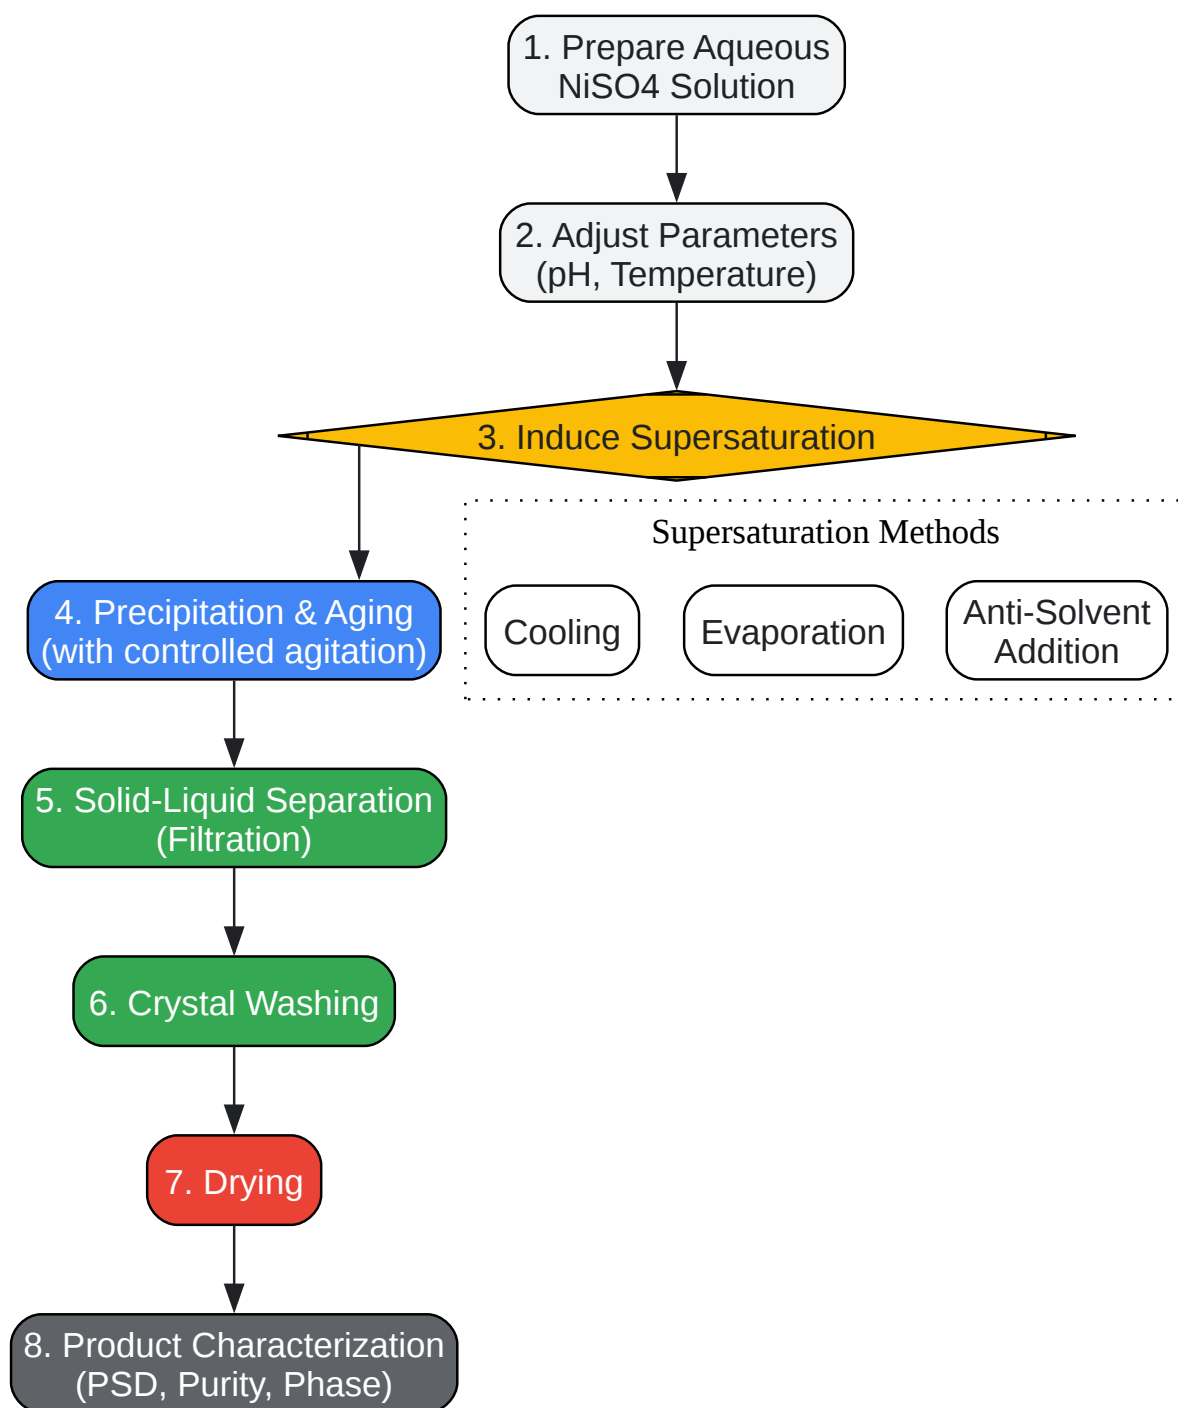 1. Prepare Aqueous
NiSO4 Solution
2. Adjust Parameters
(pH, Temperature)
3. Induce Supersaturation
Supersaturation Methods
4. Precipitation & Aging
(with controlled agitation)
Cooling
Evaporation
Anti-Solvent
Addition
5. Solid-Liquid Separation
(Filtration)
6. Crystal Washing
7. Drying
8. Product Characterization
(PSD, Purity, Phase)